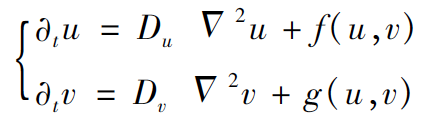 ∂ₜu = Dᵤ ∇²u + f(u,v)
∂ₜv = Dᵥ ∇²v + g(u,v)